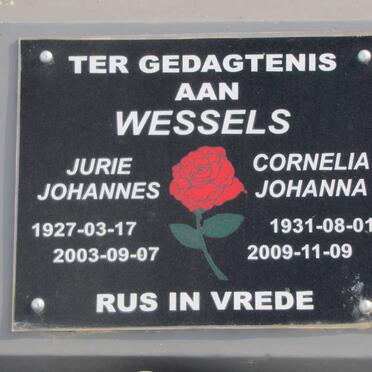 TER GEDAGTENIS
AAN
WESSELS
JURIE
JOHANNES
1927-03-17
2003-09-07
CORNELIA
JOHANNA
1931-08-01
2009-11-09
RUS IN VREDE